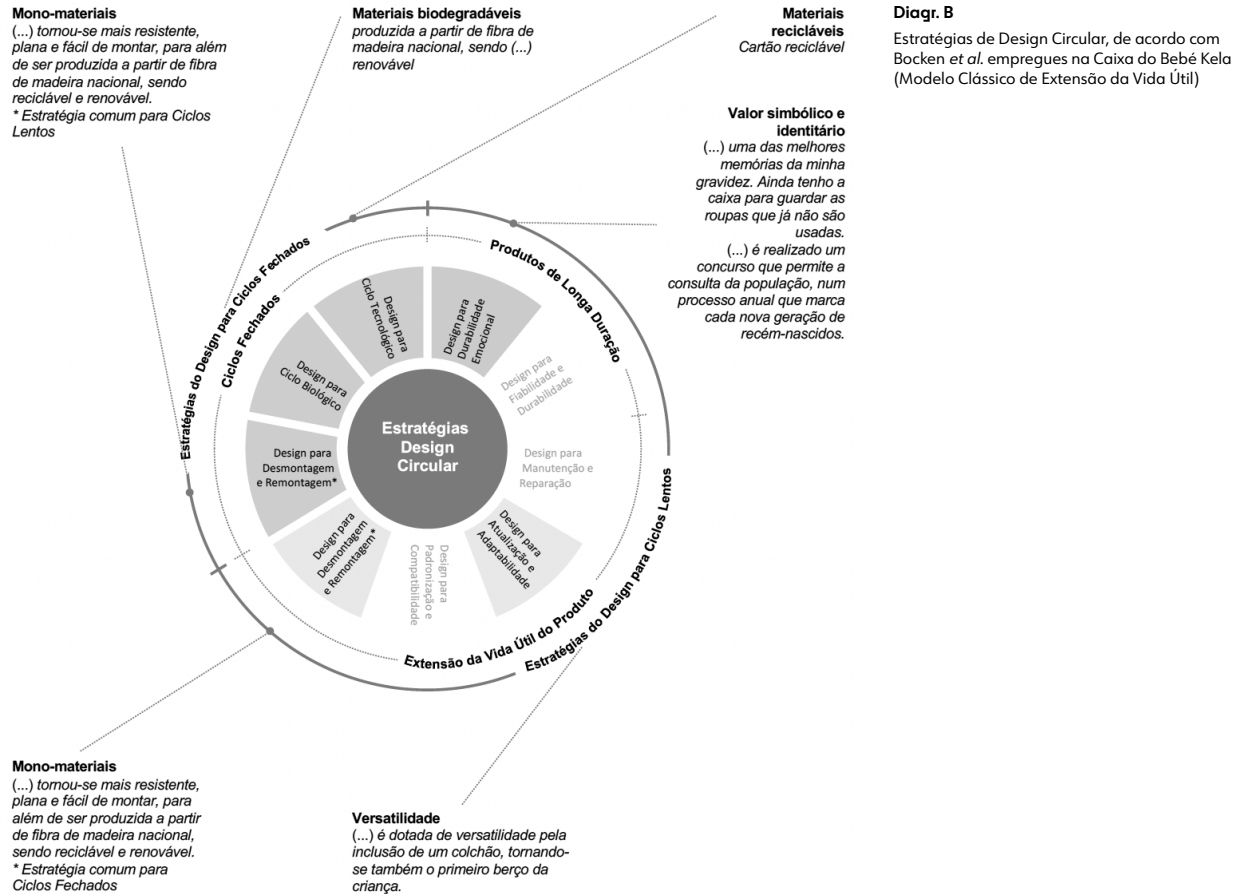 Mono-materiais
(...) tornou-se mais resistente,
plana e fácil de montar, para além
de ser produzida a partir de fibra
de madeira nacional, sendo
reciclável e renovável.
* Estratégia comum para Ciclos
Lentos
Materiais biodegradáveis
produzida a partir de fibra de
madeira nacional, sendo (...)
renovável
Materiais
recicláveis
Cartão reciclável
Diagr. B
Estratégias de Design Circular, de acordo com
Bocken et al. empregues na Caixa do Bebé Kela
(Modelo Clássico de Extensão da Vida Útil)
Valor simbólico e
identitário
(...) uma das melhores
memórias da minha
gravidez. Ainda tenho a
caixa para guardar as
roupas que já não são
usadas.
(...) é realizado um
concurso que permite a
consulta da população, num
processo anual que marca
cada nova geração de
recém-nascidos.
Estratégias do Design para Ciclos Fechados
Ciclos Fechados
Produtos de Longa Duração
Design para
Ciclo Tecnológico
Design para
Durabilidade
Emocional
Design para
Fiabilidade e
Durabilidade
Design para
Ciclo Biológico
Estratégias
Design
Circular
Design para
Desmontagem
e Remontagem*
Design para
Manutenção e
Reparação
Design para
Desmontagem
e Remontagem*
Design para
Padronização e
Compatibilidade
Design para
Atualização e
Adaptabilidade
Extensão da Vida Útil do Produto
Estratégias do Design para Ciclos Lentos
Mono-materiais
(...) tornou-se mais resistente,
plana e fácil de montar, para
além de ser produzida a partir
de fibra de madeira nacional,
sendo reciclável e renovável.
* Estratégia comum para
Ciclos Fechados
Versatilidade
(...) é dotada de versatilidade pela
inclusão de um colchão, tornando-
se também o primeiro berço da
criança.